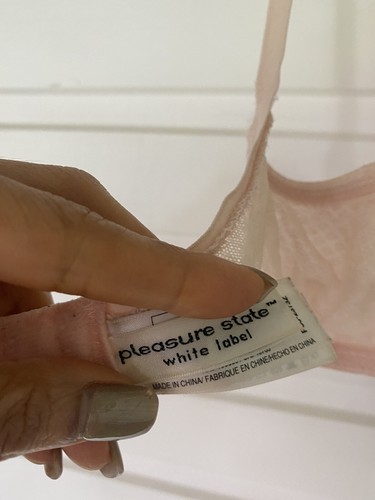 pleasure state™
white label
MADE IN CHINA/ FABRIQUE EN CHINE/HECHO EN CHINA